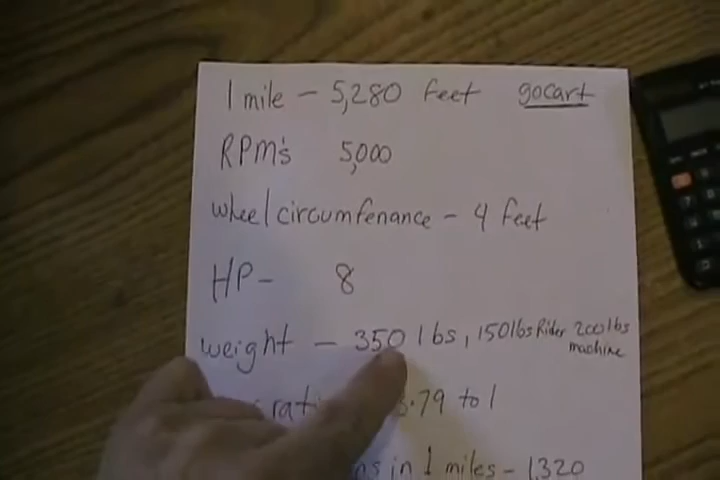 1 mile - 5,280 feet gocart
RPM's 5,000
wheel circumfenance - 4 feet
HP - 8
weight - 350 lbs, 150lbs Rider 200lbs machine
.79 to 1
in 1 miles - 1,320